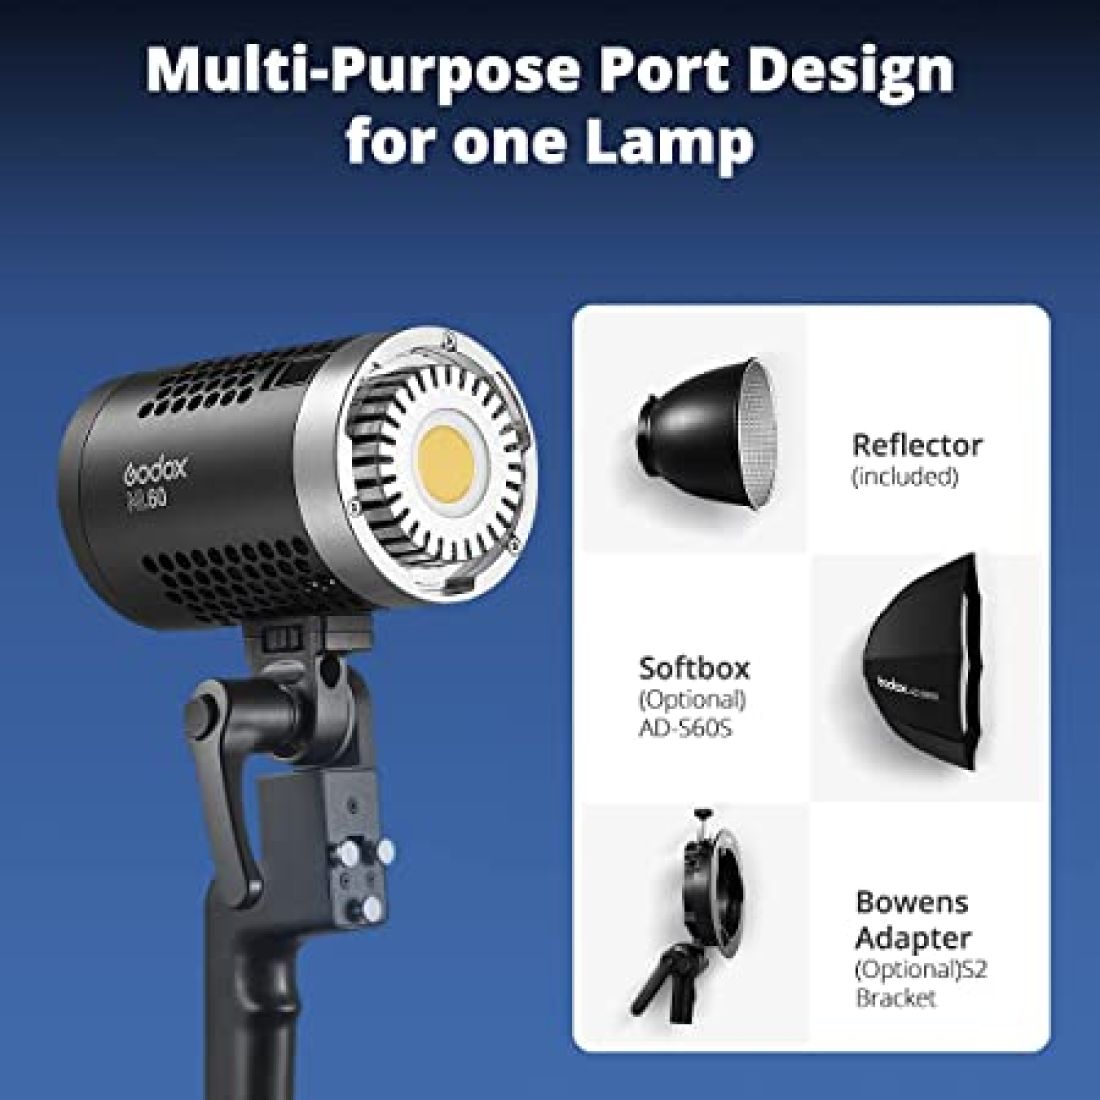 Multi-Purpose Port Design
for one Lamp
Godox
ML60
Reflector
(included)
Softbox
(Optional)
AD-S60S
Godox
Bowens
Adapter
(Optional)S2
Bracket